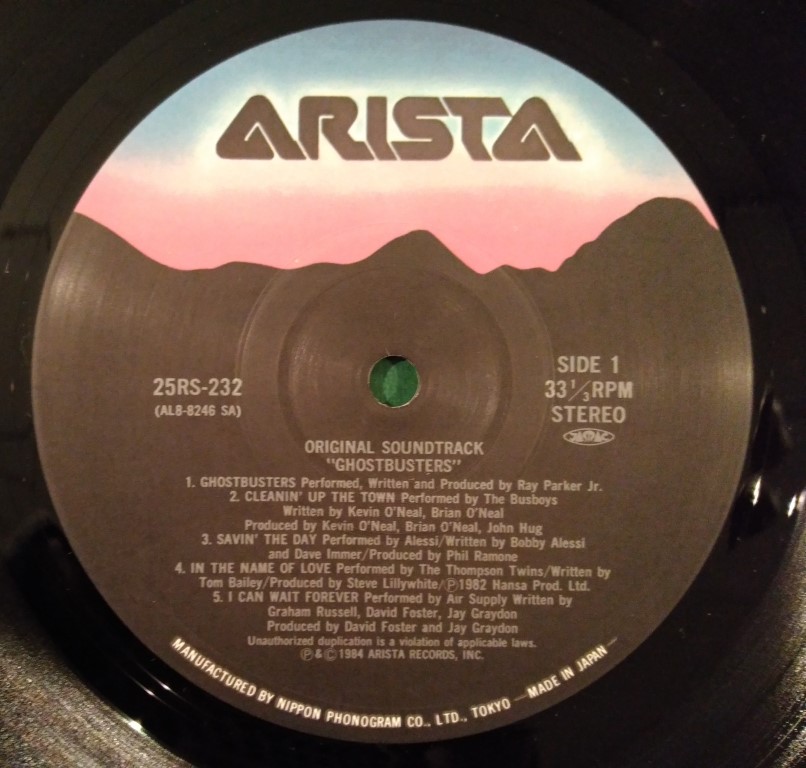 ARISTA
25RS-232
(AL8-8246 SA)
SIDE 1
33 1/3 RPM
STEREO
ORIGINAL SOUNDTRACK
"GHOSTBUSTERS"
1. GHOSTBUSTERS Performed, Written and Produced by Ray Parker Jr.
2. CLEANIN' UP THE TOWN Performed by The Busboys
Written by Kevin O'Neal, Brian O'Neal
Produced by Kevin O'Neal, Brian O'Neal, John Hug
3. SAVIN' THE DAY Performed by Alessi/Written by Bobby Alessi
and Dave Immer/Produced by Phil Ramone
4. IN THE NAME OF LOVE Performed by The Thompson Twins/Written by
Tom Bailey/Produced by Steve Lillywhite/Ⓟ1982 Hansa Prod. Ltd.
5. I CAN WAIT FOREVER Performed by Air Supply Written by
Graham Russell, David Foster, Jay Graydon
Produced by David Foster and Jay Graydon
Unauthorized duplication is a violation of applicable laws.
Ⓟ&Ⓒ1984 ARISTA RECORDS, INC.
MANUFACTURED BY NIPPON PHONOGRAM CO., LTD., TOKYO — MADE IN JAPAN —